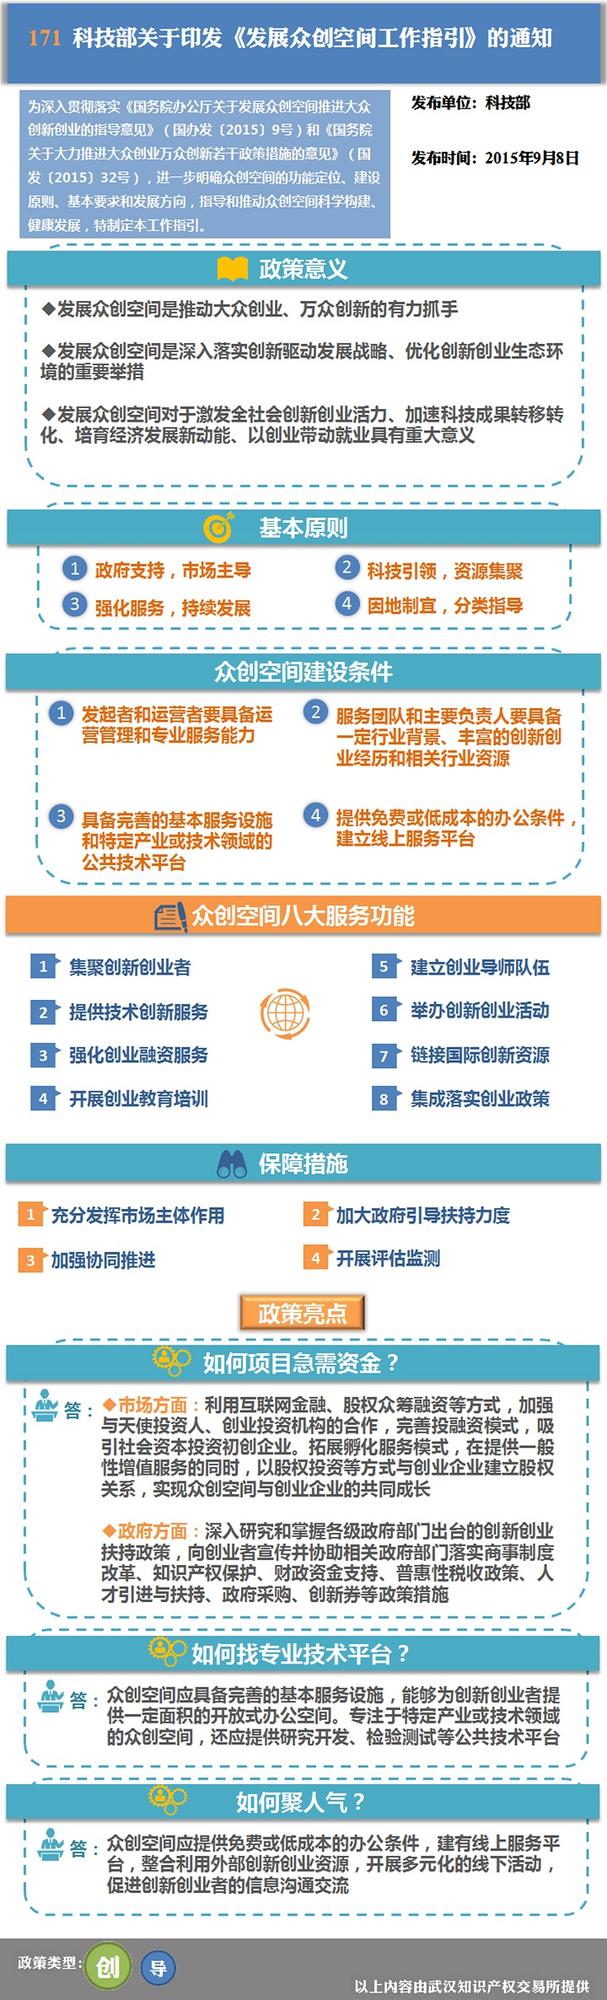 171 科技部关于印发《发展众创空间工作指引》的通知
为深入贯彻落实《国务院办公厅关于发展众创空间推进大众
创新创业的指导意见》（国办发〔2015〕9号）和《国务院
关于大力推进大众创业万众创新若干政策措施的意见》（国
发〔2015〕32号），进一步明确众创空间的功能定位、建设
原则、基本要求和发展方向，指导和推动众创空间科学构建、
健康发展，特制定本工作指引。
发布单位：科技部
发布时间：2015年9月8日
政策意义
◆发展众创空间是推动大众创业、万众创新的有力抓手
◆发展众创空间是深入落实创新驱动发展战略、优化创新创业生态环
境的重要举措
◆发展众创空间对于激发全社会创新创业活力、加速科技成果转移转
化、培育经济发展新动能、以创业带动就业具有重大意义
基本原则
1 政府支持，市场主导
2 科技引领，资源集聚
3 强化服务，持续发展
4 因地制宜，分类指导
众创空间建设条件
1 发起者和运营者要具备运
营管理和专业服务能力
2 服务团队和主要负责人要具备
一定行业背景、丰富的创新创
业经历和相关行业资源
3 具备完善的基本服务设施
和特定产业或技术领域的
公共技术平台
4 提供免费或低成本的办公条件，
建立线上服务平台
众创空间八大服务功能
1 集聚创新创业者
2 提供技术创新服务
3 强化创业融资服务
4 开展创业教育培训
5 建立创业导师队伍
6 举办创新创业活动
7 链接国际创新资源
8 集成落实创业政策
保障措施
1 充分发挥市场主体作用
2 加大政府引导扶持力度
3 加强协同推进
4 开展评估监测
政策亮点
如何项目急需资金？
答：
◆市场方面：利用互联网金融、股权众筹融资等方式，加强
与天使投资人、创业投资机构的合作，完善投融资模式，吸
引社会资本投资初创企业。拓展孵化服务模式，在提供一般
性增值服务的同时，以股权投资等方式与创业企业建立股权
关系，实现众创空间与创业企业的共同成长
◆政府方面：深入研究和掌握各级政府部门出台的创新创业
扶持政策，向创业者宣传并协助相关政府部门落实商事制度
改革、知识产权保护、财政资金支持、普惠性税收政策、人
才引进与扶持、政府采购、创新券等政策措施
如何找专业技术平台？
答：
众创空间应具备完善的基本服务设施，能够为创新创业者提
供一定面积的开放式办公空间。专注于特定产业或技术领域
的众创空间，还应提供研究开发、检验测试等公共技术平台
如何聚人气？
答：
众创空间应提供免费或低成本的办公条件，建有线上服务平
台，整合利用外部创新创业资源，开展多元化的线下活动，
促进创新创业者的信息沟通交流
政策类型：创 导
以上内容由武汉知识产权交易所提供